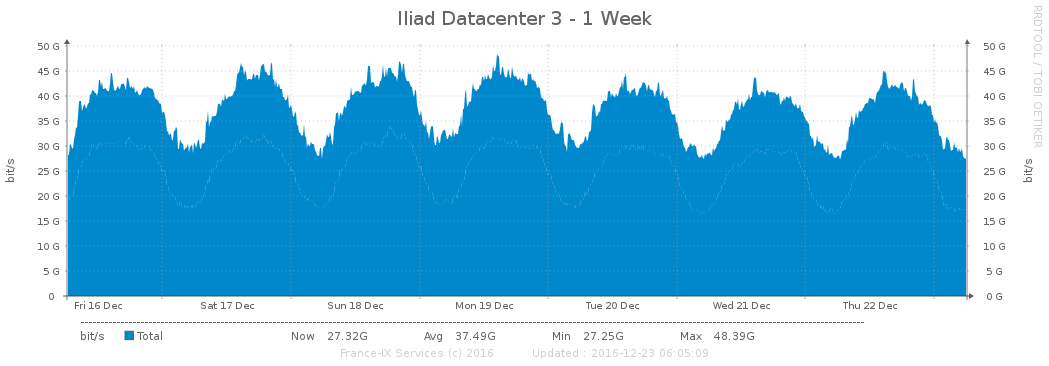 Iliad Datacenter 3 - 1 Week
RRDTOOL / TOBI OETIKER
50 G 50 G
45 G 45 G
40 G 40 G
35 G 35 G
30 G 30 G
25 G 25 G
20 G 20 G
15 G 15 G
10 G 10 G
5 G 5 G
0 0 G
bit/s bit/s
Fri 16 Dec Sat 17 Dec Sun 18 Dec Mon 19 Dec Tue 20 Dec Wed 21 Dec Thu 22 Dec
bit/s Total Now 27.32G Avg 37.49G Min 27.25G Max 48.39G
France-IX Services (c) 2016 Updated : 2016-12-23 06:05:09